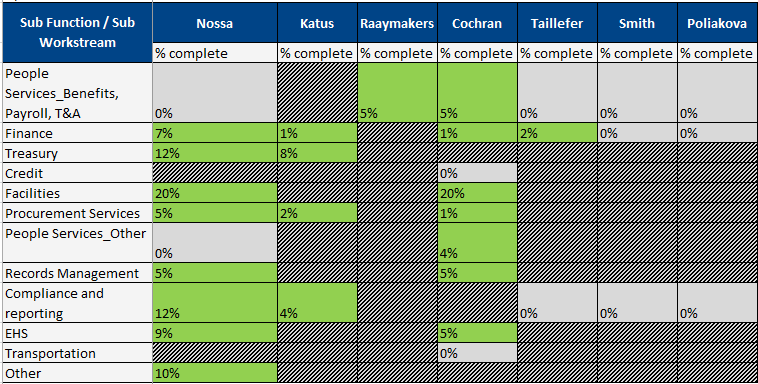 Sub Function / Sub Workstream Nossa Katus Raaymakers Cochran Taillefer Smith Poliakova
% complete % complete % complete % complete % complete % complete % complete
People
Services_Benefits,
Payroll, T&A 0% 5% 5% 0% 0% 0%
Finance 7% 1% 1% 2% 0% 0%
Treasury 12% 8%
Credit 0%
Facilities 20% 20%
Procurement Services 5% 2% 1%
People Services_Other 0% 4%
Records Management 5% 5%
Compliance and
reporting 12% 4% 0% 0% 0%
EHS 9% 5%
Transportation 0%
Other 10%